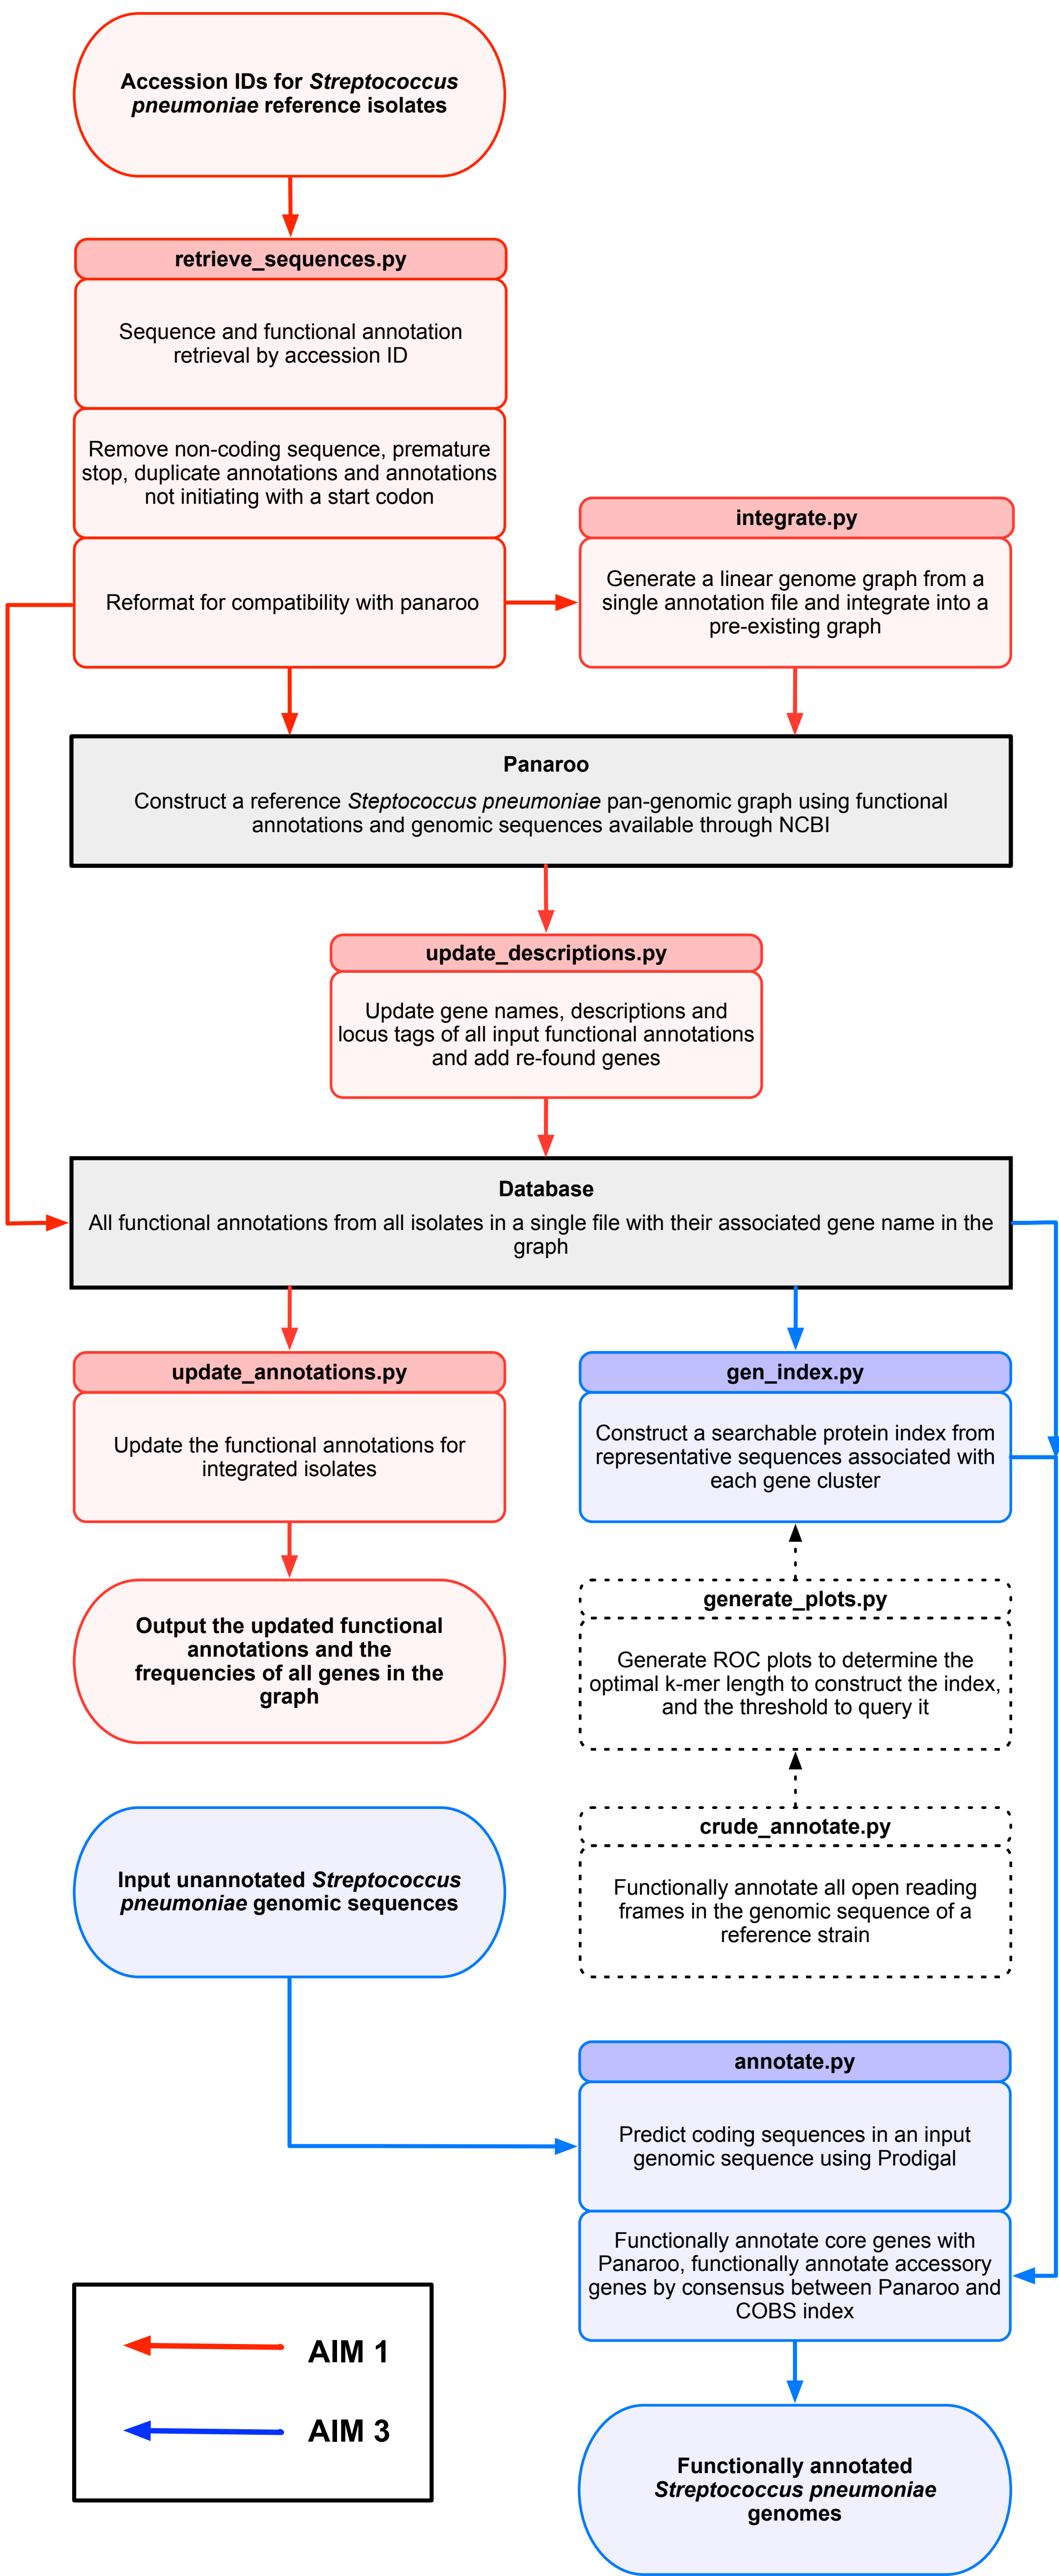 Accession IDs for Streptococcus
pneumoniae reference isolates
retrieve_sequences.py
Sequence and functional annotation
retrieval by accession ID
Remove non-coding sequence, premature
stop, duplicate annotations and annotations
not initiating with a start codon
Reformat for compatibility with panaroo
integrate.py
Generate a linear genome graph from a
single annotation file and integrate into a
pre-existing graph
Panaroo
Construct a reference Steptococcus pneumoniae pan-genomic graph using functional
annotations and genomic sequences available through NCBI
update_descriptions.py
Update gene names, descriptions and
locus tags of all input functional annotations
and add re-found genes
Database
All functional annotations from all isolates in a single file with their associated gene name in the
graph
update_annotations.py
Update the functional annotations for
integrated isolates
Output the updated functional
annotations and the
frequencies of all genes in the
graph
gen_index.py
Construct a searchable protein index from
representative sequences associated with
each gene cluster
generate_plots.py
Generate ROC plots to determine the
optimal k-mer length to construct the index,
and the threshold to query it
crude_annotate.py
Functionally annotate all open reading
frames in the genomic sequence of a
reference strain
Input unannotated Streptococcus
pneumoniae genomic sequences
annotate.py
Predict coding sequences in an input
genomic sequence using Prodigal
Functionally annotate core genes with
Panaroo, functionally annotate accessory
genes by consensus between Panaroo and
COBS index
AIM 1
AIM 3
Functionally annotated
Streptococcus pneumoniae
genomes